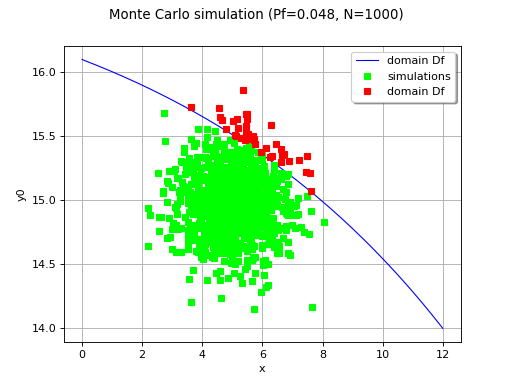 Monte Carlo simulation (Pf=0.048, N=1000)
domain Df
simulations
domain Df
16.0
15.5
15.0
14.5
14.0
y0
0 2 4 6 8 10 12
x